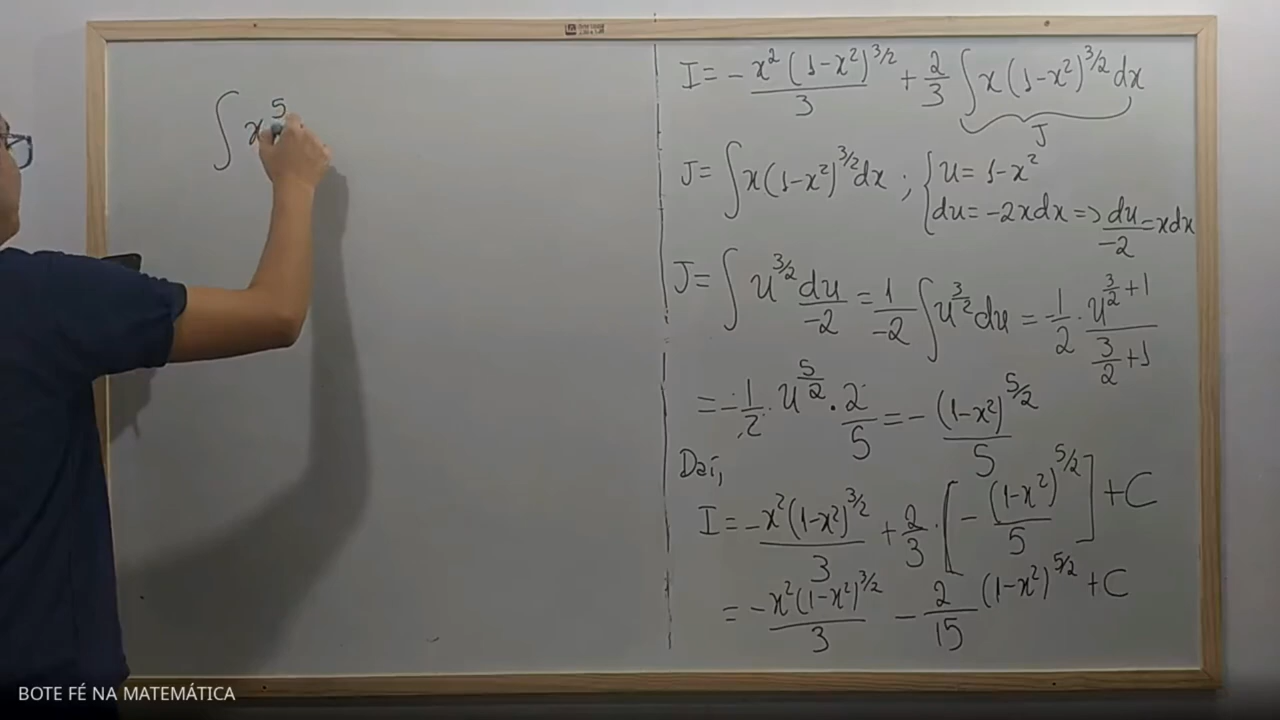 ∫ x^5
I = - x²(1-x²)^3/2 / 3 + 2/3 ∫ x(1-x²)^3/2 dx
J
J = ∫ x(1-x²)^3/2 dx ; { u = 1-x²
du = -2xdx => du/-2 = xdx
J = ∫ u^3/2 du/-2 = 1/-2 ∫ u^3/2 du = -1/2 · u^(3/2+1) / (3/2+1)
= -1/2 · u^5/2 · 2/5 = - (1-x²)^5/2 / 5
Daí,
I = - x²(1-x²)^3/2 / 3 + 2/3 · [ - (1-x²)^5/2 / 5 ] + C
= - x²(1-x²)^3/2 / 3 - 2/15 (1-x²)^5/2 + C
BOTE FÉ NA MATEMÁTICA